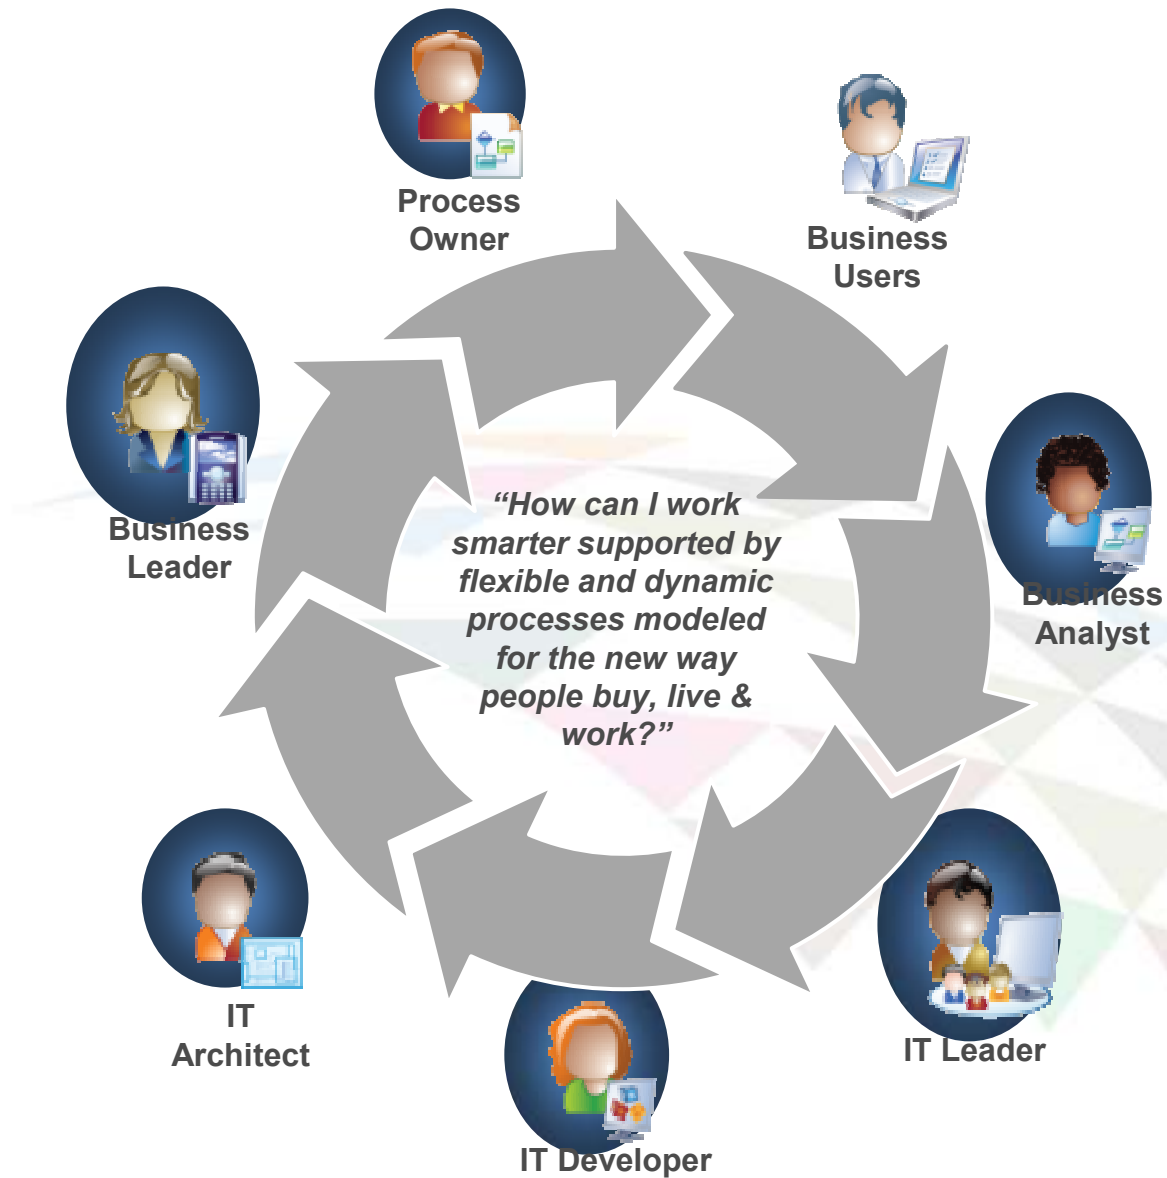 Process
Owner
Business
Users
Business
Leader
Business
Analyst
“How can I work
smarter supported by
flexible and dynamic
processes modeled
for the new way
people buy, live &
work?”
IT
Architect
IT Leader
IT Developer